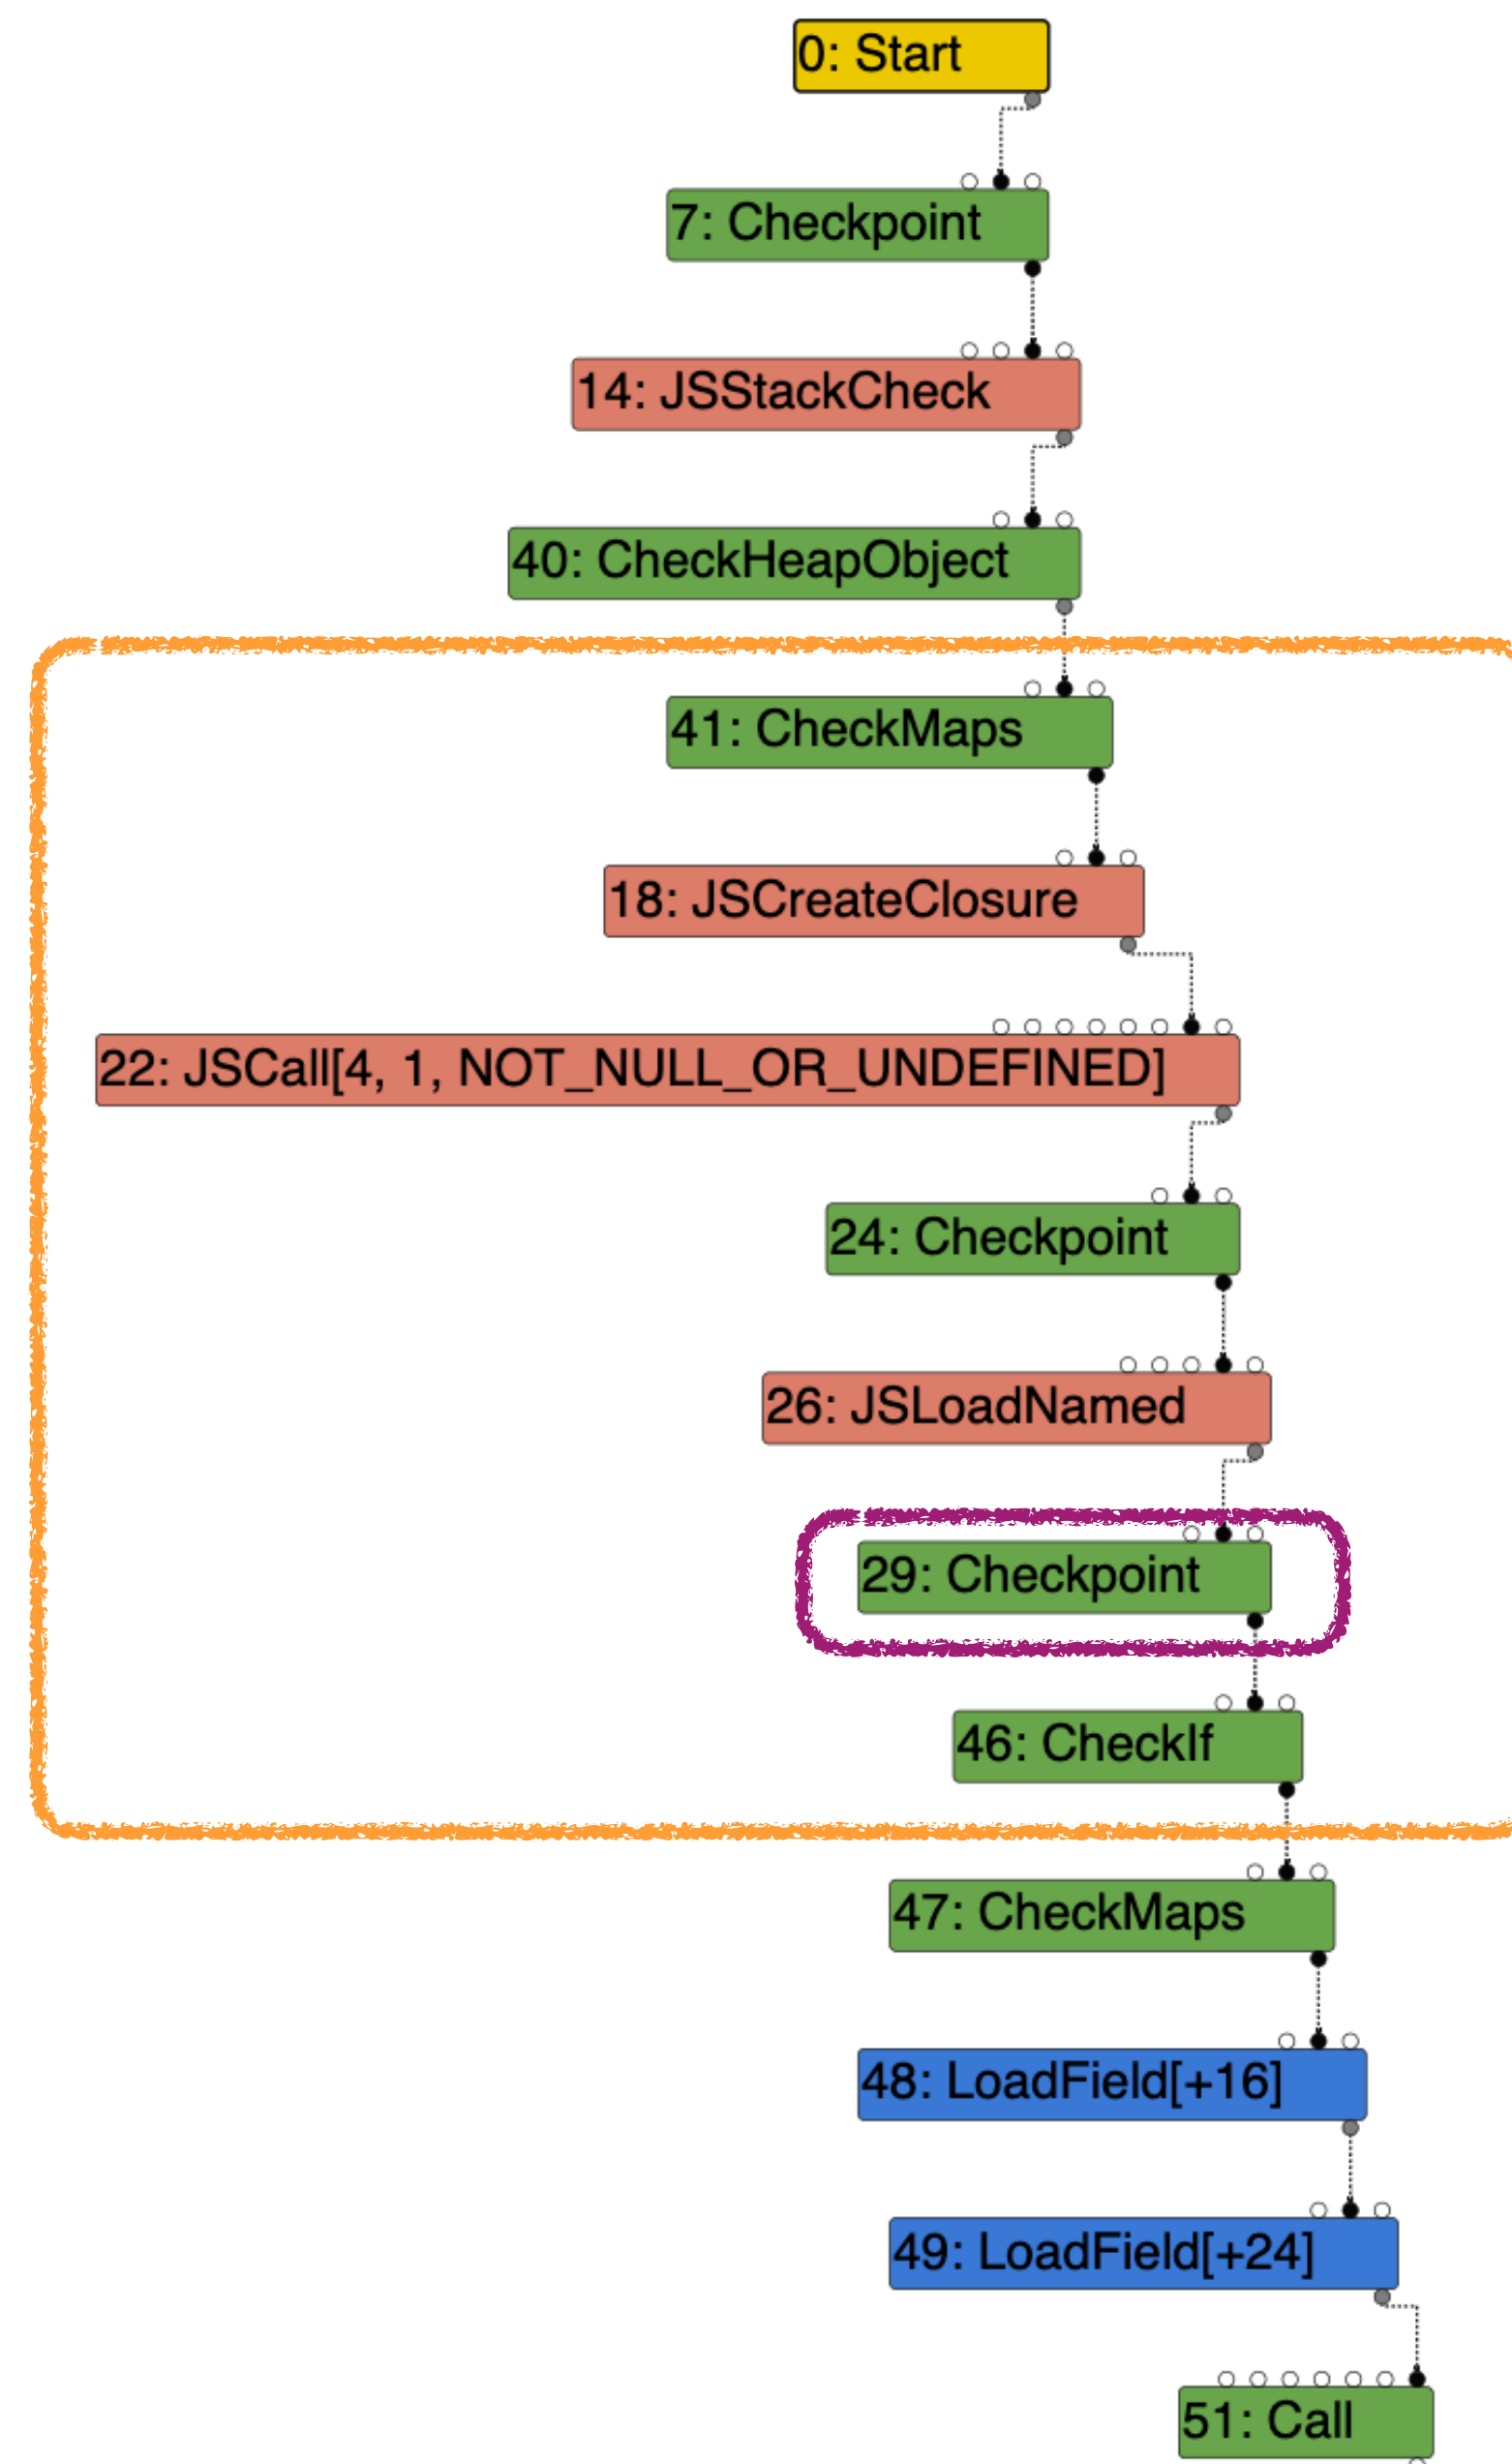 0: Start
7: Checkpoint
14: JSStackCheck
40: CheckHeapObject
41: CheckMaps
18: JSCreateClosure
22: JSCall[4, 1, NOT_NULL_OR_UNDEFINED]
24: Checkpoint
26: JSLoadNamed
29: Checkpoint
46: CheckIf
47: CheckMaps
48: LoadField[+16]
49: LoadField[+24]
51: Call